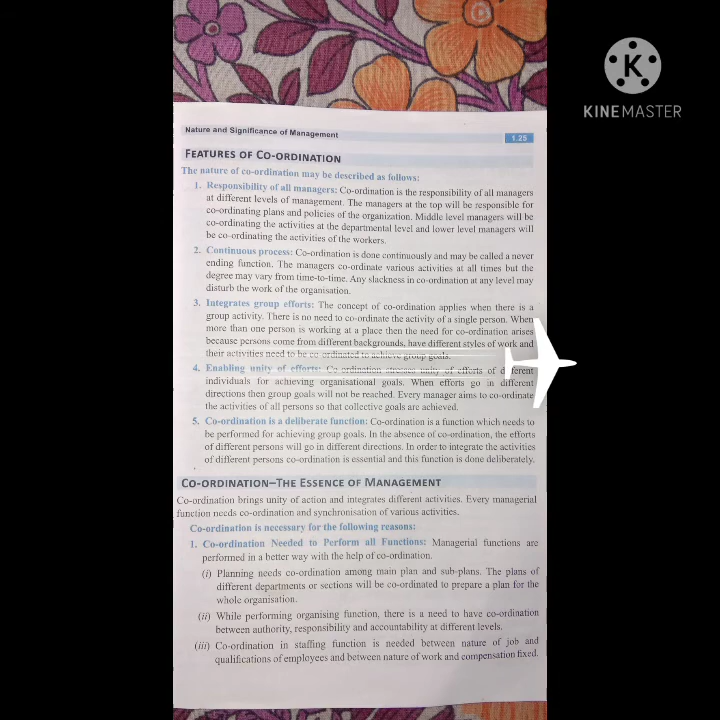 KINEMASTER
Nature and Significance of Management
1.25
FEATURES OF CO-ORDINATION
The nature of co-ordination may be described as follows:
1. Responsibility of all managers: Co-ordination is the responsibility of all managers
at different levels of management. The managers at the top will be responsible for
co-ordinating plans and policies of the organization. Middle level managers will be
co-ordinating the activities at the departmental level and lower level managers will
be co-ordinating the activities of the workers.
2. Continuous process: Co-ordination is done continuously and may be called a never
ending function. The managers co-ordinate various activities at all times but the
degree may vary from time-to-time. Any slackness in co-ordination at any level may
disturb the work of the organisation.
3. Integrates group efforts: The concept of co-ordination applies when there is a
group activity. There is no need to co-ordinate the activity of a single person. When
more than one person is working at a place then the need for co-ordination arises
because persons come from different backgrounds, have different styles of work and
their activities need to be co-ordinated to achieve group goals.
4. Enabling unity of efforts: Co-ordination stresses unity of efforts of different
individuals for achieving organisational goals. When efforts go in different
directions then group goals will not be reached. Every manager aims to co-ordinate
the activities of all persons so that collective goals are achieved.
5. Co-ordination is a deliberate function: Co-ordination is a function which needs to
be performed for achieving group goals. In the absence of co-ordination, the efforts
of different persons will go in different directions. In order to integrate the activities
of different persons co-ordination is essential and this function is done deliberately.
CO-ORDINATION–THE ESSENCE OF MANAGEMENT
Co-ordination brings unity of action and integrates different activities. Every managerial
function needs co-ordination and synchronisation of various activities.
Co-ordination is necessary for the following reasons:
1. Co-ordination Needed to Perform all Functions: Managerial functions are
performed in a better way with the help of co-ordination.
(i) Planning needs co-ordination among main plan and sub-plans. The plans of
different departments or sections will be co-ordinated to prepare a plan for the
whole organisation.
(ii) While performing organising function, there is a need to have co-ordination
between authority, responsibility and accountability at different levels.
(iii) Co-ordination in staffing function is needed between nature of job and
qualifications of employees and between nature of work and compensation fixed.